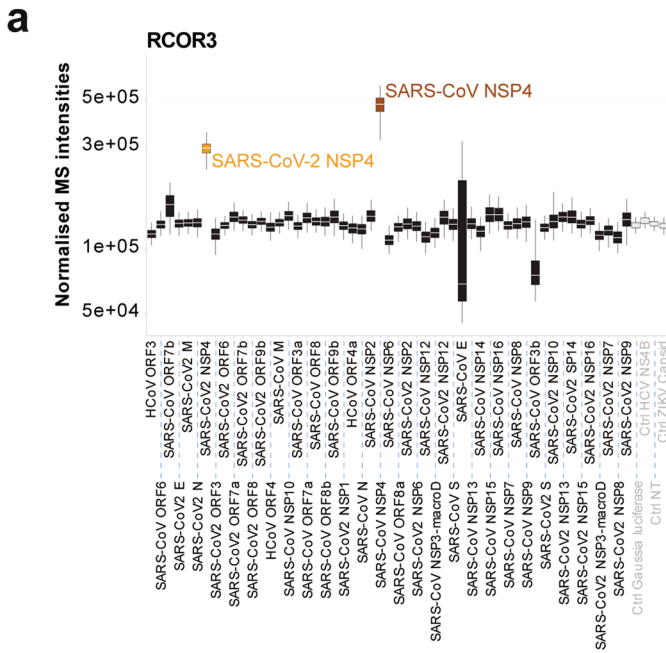 a
RCOR3
Normalised MS intensities
5e+05
3e+05
1e+05
5e+04
SARS-CoV NSP4
SARS-CoV-2 NSP4
HCoV ORF3
SARS-CoV ORF7b
SARS-CoV2 M
SARS-CoV2 NSP4
SARS-CoV2 ORF6
SARS-CoV2 ORF7b
SARS-CoV2 ORF9b
SARS-CoV M
SARS-CoV ORF3a
SARS-CoV ORF8
SARS-CoV ORF9b
HCoV ORF4a
SARS-CoV NSP2
SARS-CoV NSP6
SARS-CoV2 NSP2
SARS-CoV NSP12
SARS-CoV2 NSP12
SARS-CoV E
SARS-CoV NSP14
SARS-CoV NSP16
SARS-CoV NSP8
SARS-CoV ORF3b
SARS-CoV2 NSP10
SARS-CoV2 SP14
SARS-CoV2 NSP16
SARS-CoV2 NSP7
SARS-CoV2 NSP9
Ctrl HCV NS4B
Ctrl ZIKV Capsid
SARS-CoV ORF6
SARS-CoV2 E
SARS-CoV2 N
SARS-CoV2 ORF3
SARS-CoV2 ORF7a
SARS-CoV2 ORF8
HCoV ORF4
SARS-CoV NSP10
SARS-CoV ORF7a
SARS-CoV ORF8b
SARS-CoV2 NSP1
SARS-CoV N
SARS-CoV NSP4
SARS-CoV ORF8a
SARS-CoV2 NSP6
SARS-CoV NSP3-macroD
SARS-CoV S
SARS-CoV NSP13
SARS-CoV NSP15
SARS-CoV NSP7
SARS-CoV NSP9
SARS-CoV2 S
SARS-CoV2 NSP13
SARS-CoV2 NSP15
SARS-CoV2 NSP3-macroD
SARS-CoV2 NSP8
Ctrl Gaussia luciferase
Ctrl NT